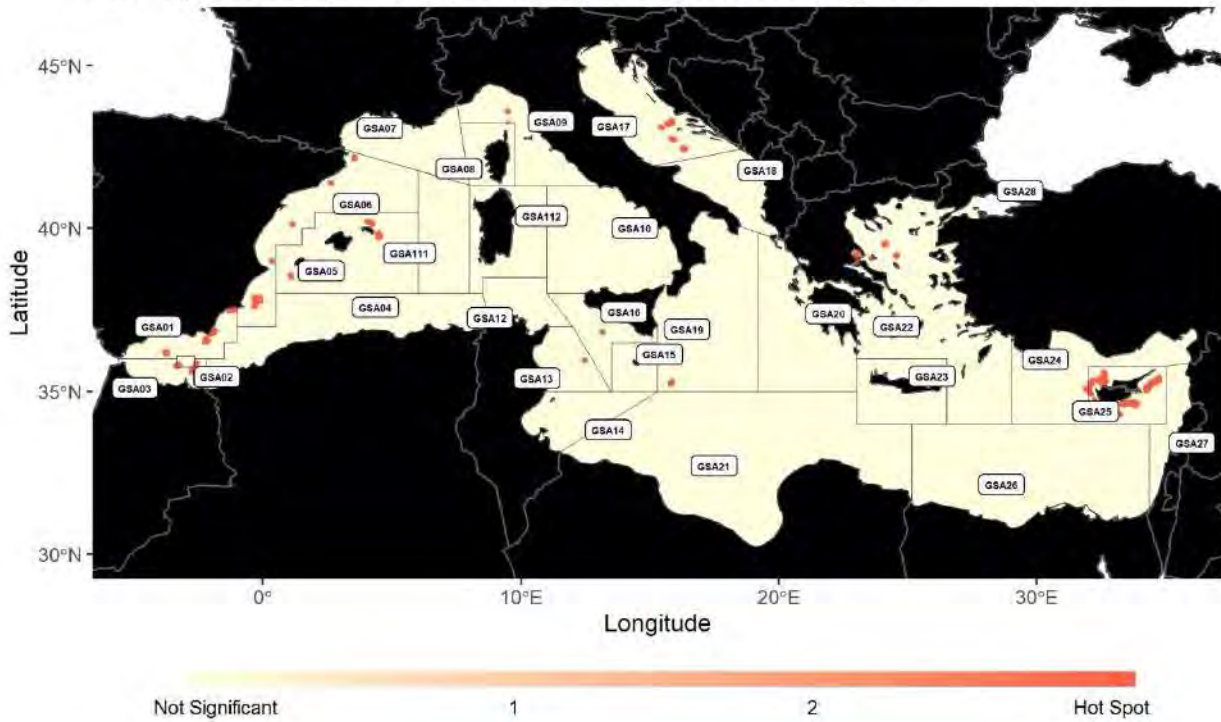 45°N
GSA07
GSA09
GSA17
GSA08
GSA18
GSA28
GSA06
GSA112
40°N
GSA10
GSA111
GSA05
GSA04
GSA16
GSA12
GSA20
GSA01
GSA19
GSA22
GSA15
GSA24
GSA02
GSA13
GSA23
GSA03
35°N
GSA25
GSA14
GSA27
GSA21
GSA26
30°N
0°
10°E
20°E
30°E
Latitude
Longitude
Not Significant
1
2
Hot Spot